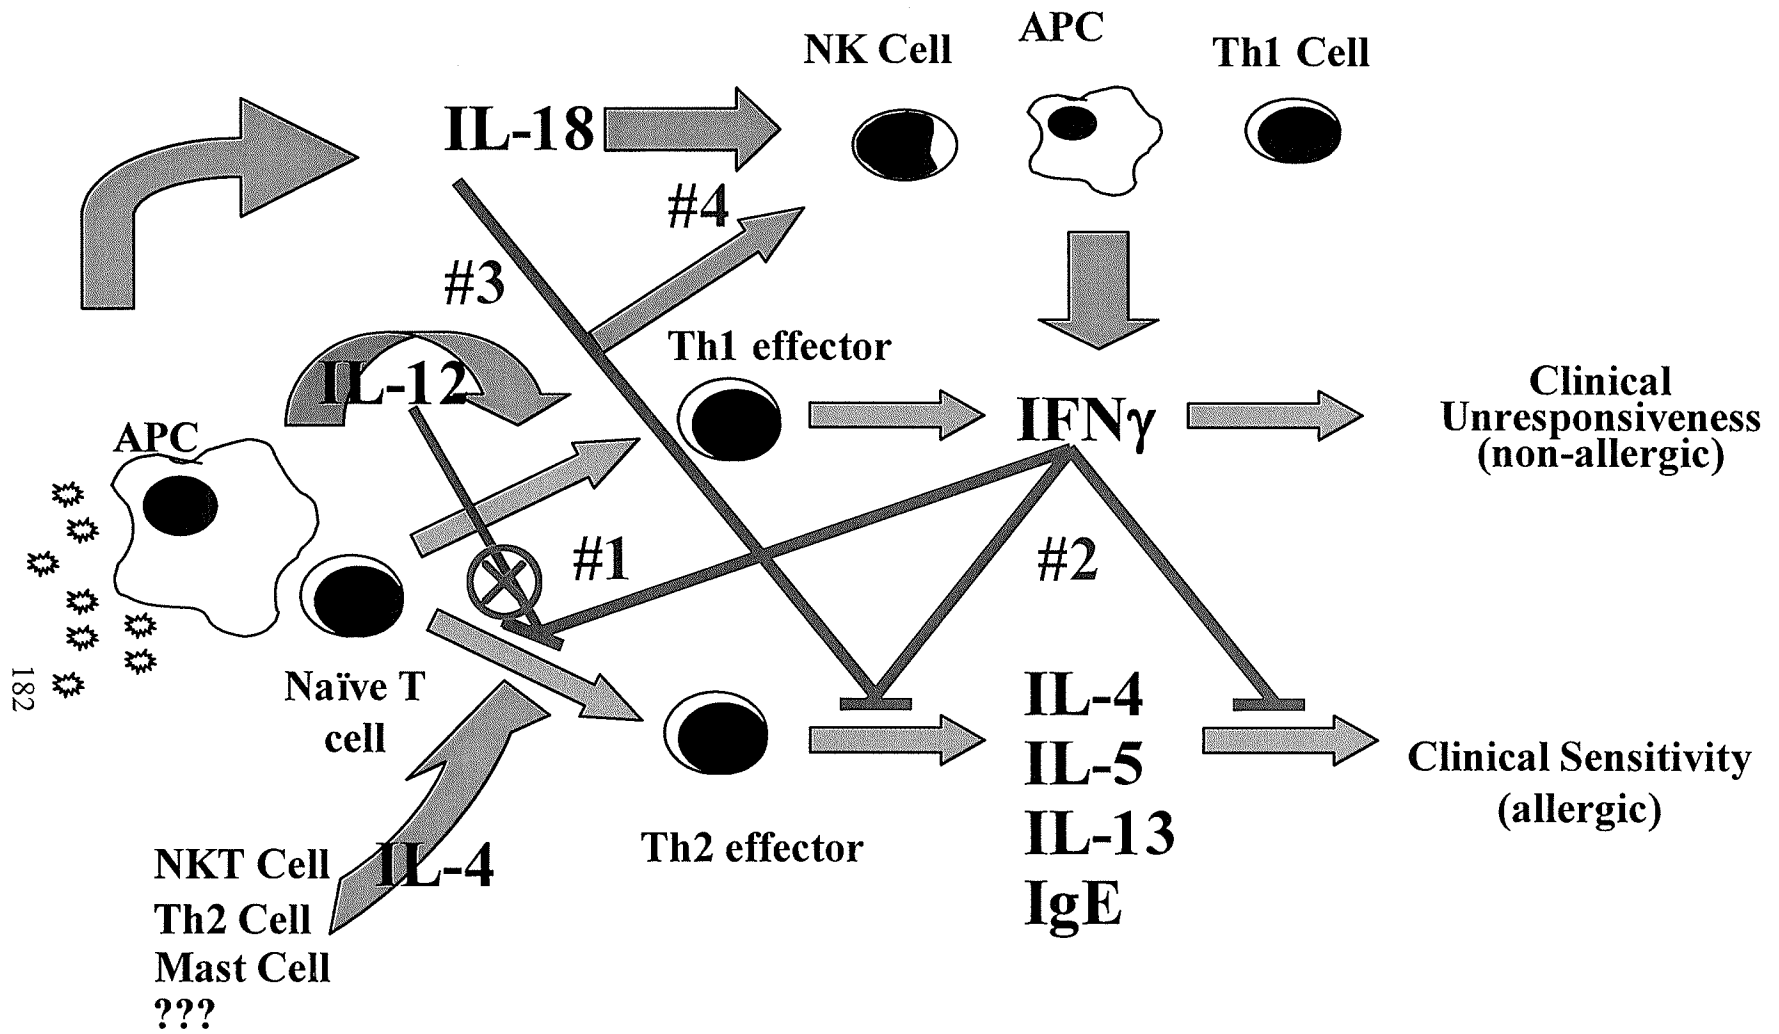 NK Cell
APC
Th1 Cell
IL-18
#4
#3
Th1 effector
IL-12
IFNγ
Clinical
Unresponsiveness
(non-allergic)
APC
#1
#2
Naïve T
cell
182
IL-4
IL-5
IL-13
IgE
Clinical Sensitivity
(allergic)
Th2 effector
IL-4
NKT Cell
Th2 Cell
Mast Cell
???